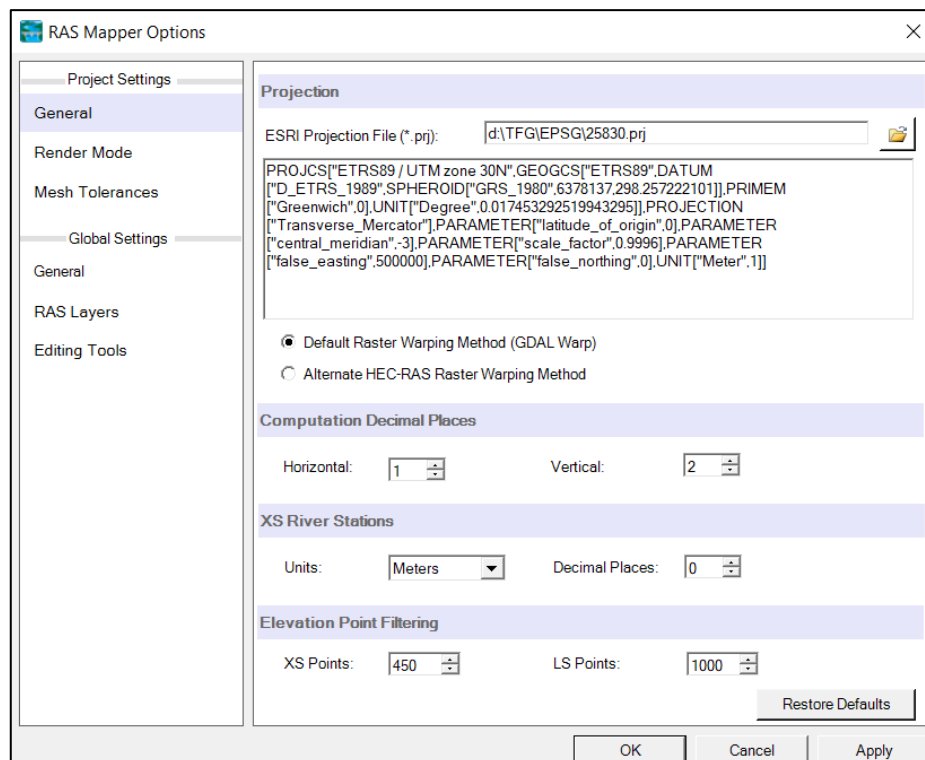 RAS Mapper Options
Project Settings
General
Render Mode
Mesh Tolerances
Global Settings
General
RAS Layers
Editing Tools
Projection
ESRI Projection File (*.prj): d:\TFG\EPSG\25830.prj
PROJCS["ETRS89 / UTM zone 30N",GEOGCS["ETRS89",DATUM
["D_ETRS_1989",SPHEROID["GRS_1980",6378137,298.257222101]],PRIMEM
["Greenwich",0],UNIT["Degree",0.017453292519943295]],PROJECTION
["Transverse_Mercator"],PARAMETER["latitude_of_origin",0],PARAMETER
["central_meridian",-3],PARAMETER["scale_factor",0.9996],PARAMETER
["false_easting",500000],PARAMETER["false_northing",0],UNIT["Meter",1]]
Default Raster Warping Method (GDAL Warp)
Alternate HEC-RAS Raster Warping Method
Computation Decimal Places
Horizontal: 1 Vertical: 2
XS River Stations
Units: Meters Decimal Places: 0
Elevation Point Filtering
XS Points: 450 LS Points: 1000
Restore Defaults
OK Cancel Apply